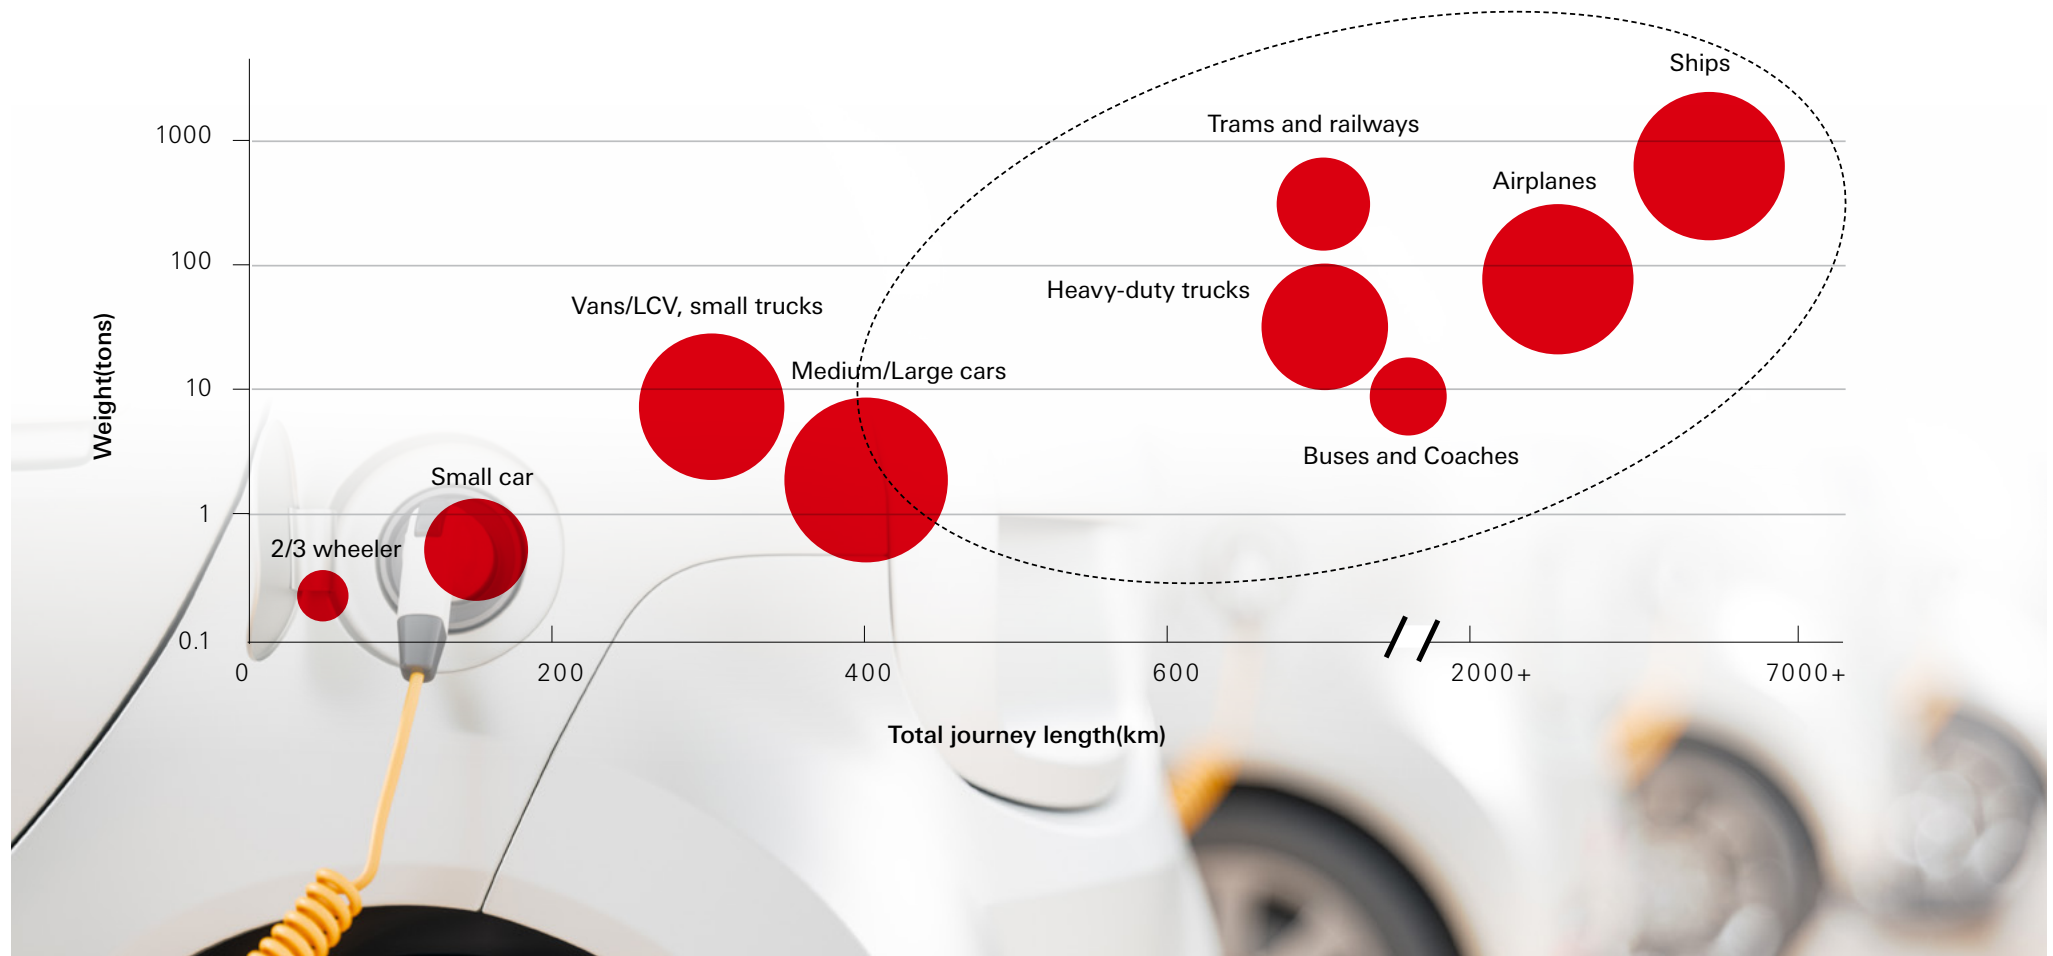 Ships
Trams and railways
1000
Airplanes
100
Heavy-duty trucks
Vans/LCV, small trucks
Medium/Large cars
10
Weight(tons)
Buses and Coaches
Small car
1
2/3 wheeler
0.1
0 200 400 600 2000+ 7000+
Total journey length(km)